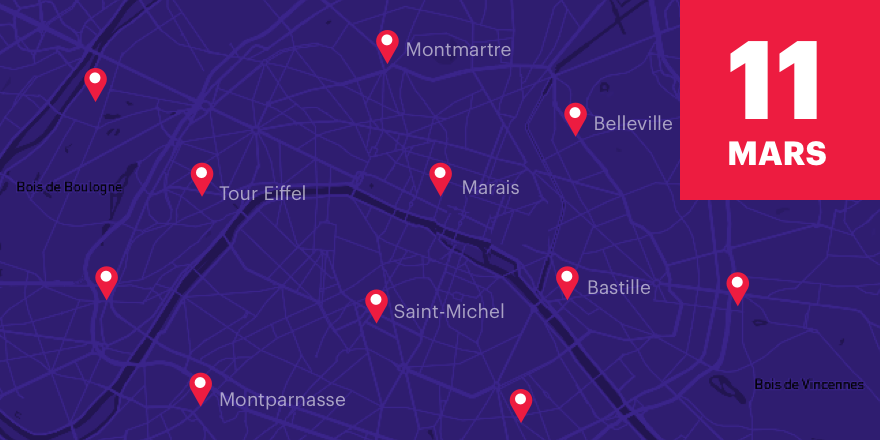 11
MARS
Montmartre
Belleville
Bois de Boulogne
Tour Eiffel
Marais
Bastille
Saint-Michel
Bois de Vincennes
Montparnasse